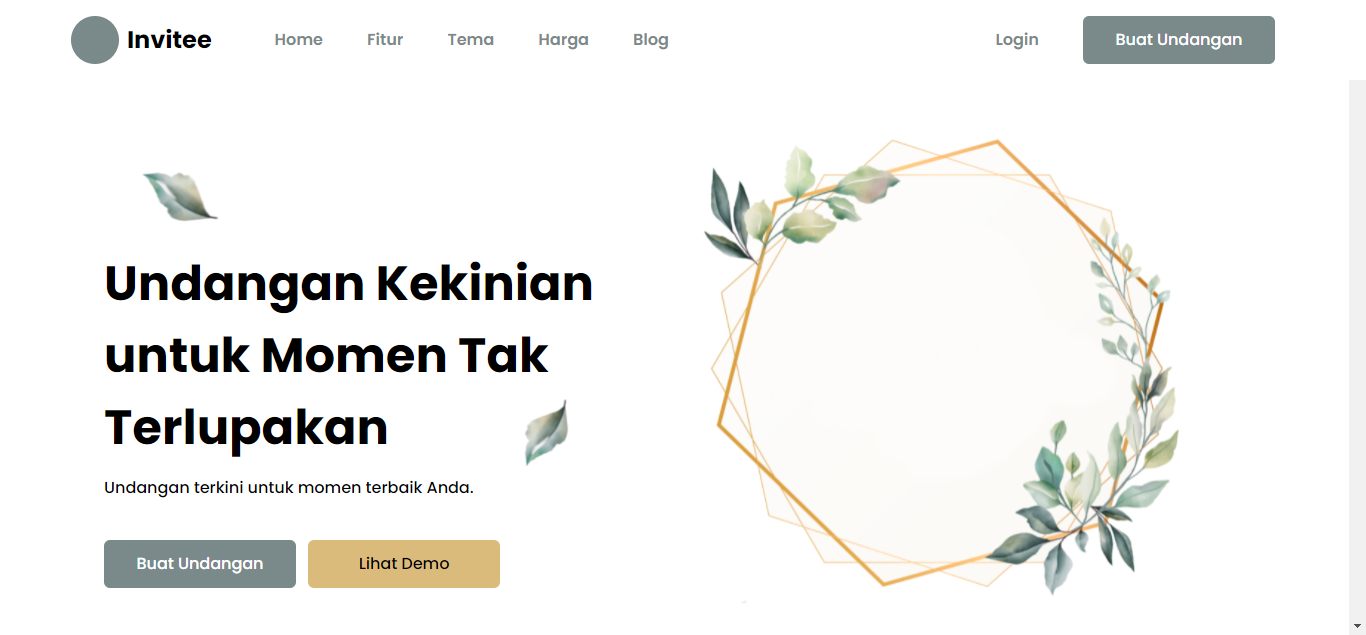 Invitee
Home
Fitur
Tema
Harga
Blog
Login
Buat Undangan
Undangan Kekinian
untuk Momen Tak
Terlupakan
Undangan terkini untuk momen terbaik Anda.
Buat Undangan
Lihat Demo